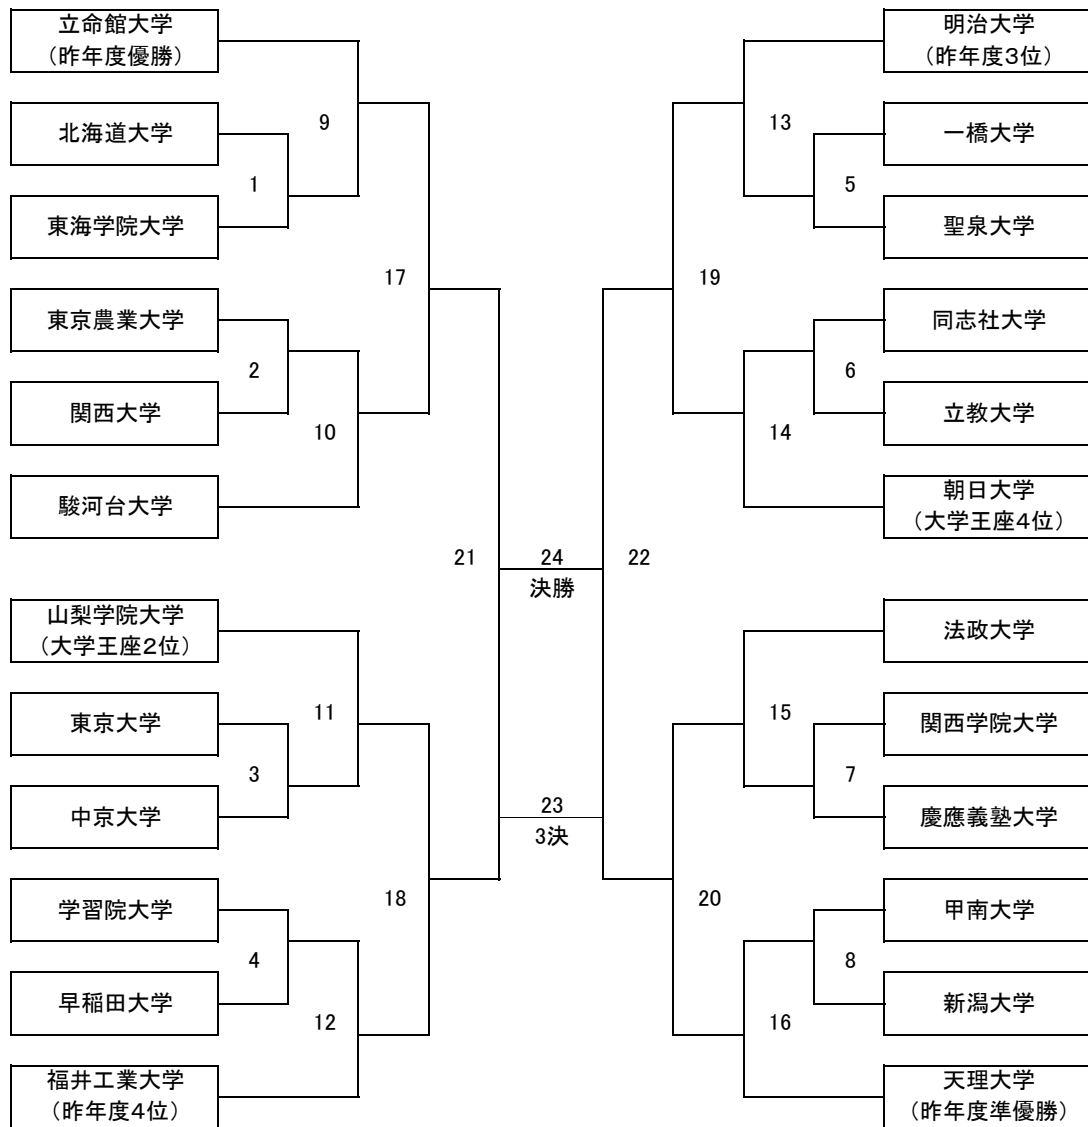 立命館大学
（昨年度優勝）
北海道大学
東海学院大学
東京農業大学
関西大学
駿河台大学
山梨学院大学
（大学王座2位）
東京大学
中京大学
学習院大学
早稲田大学
福井工業大学
（昨年度4位）
9
1
17
2
10
21
11
3
18
4
12
24
決勝
23
3決
13
5
19
6
14
22
15
7
20
8
16
明治大学
（昨年度3位）
一橋大学
聖泉大学
同志社大学
立教大学
朝日大学
（大学王座4位）
法政大学
関西学院大学
慶應義塾大学
甲南大学
新潟大学
天理大学
（昨年度準優勝）